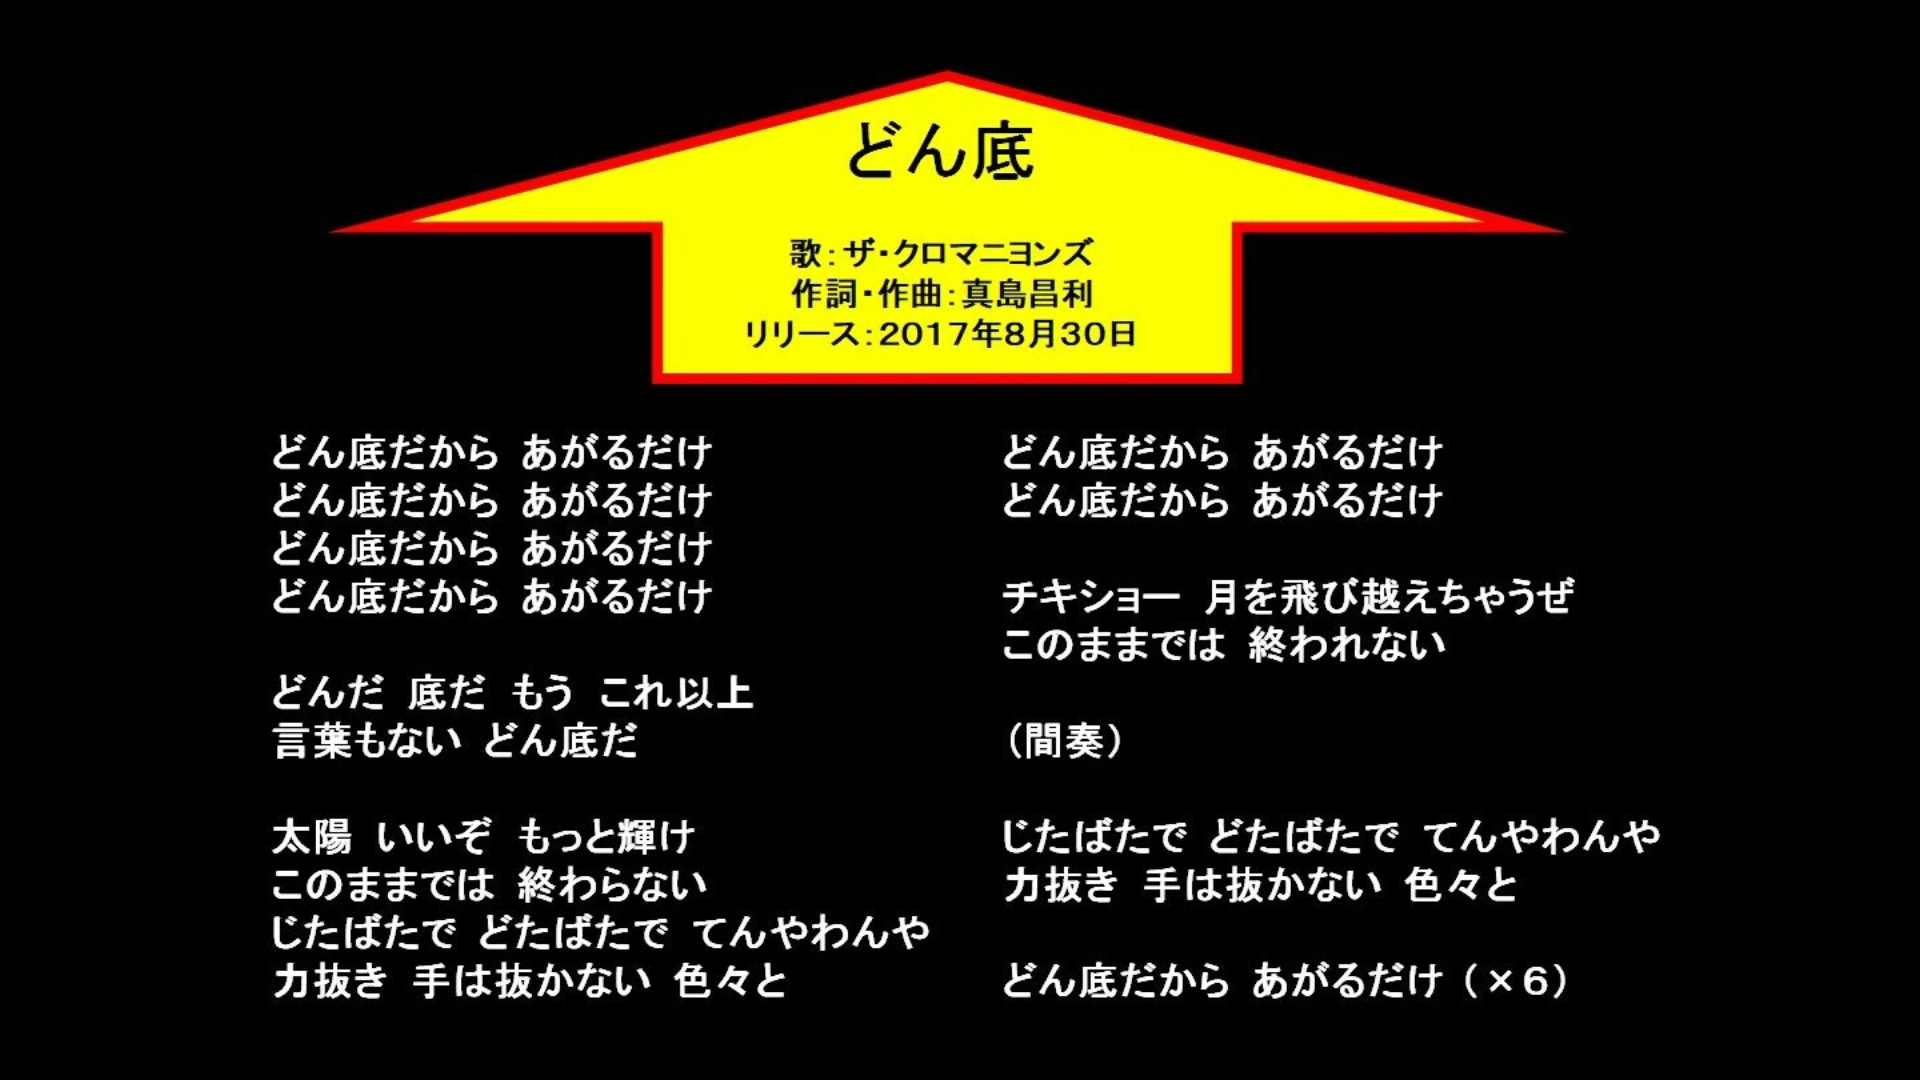 どん底
歌：ザ・クロマニヨンズ
作詞・作曲：真島昌利
リリース：2017年8月30日
どん底だから あがるだけ
どん底だから あがるだけ
どん底だから あがるだけ
どん底だから あがるだけ
どんだ 底だ もう これ以上
言葉もない どん底だ
太陽 いいぞ もっと輝け
このままでは 終わらない
じたばたで どたばたで てんやわんや
力抜き 手は抜かない 色々と
どん底だから あがるだけ
どん底だから あがるだけ
チキショー 月を飛び越えちゃうぜ
このままでは 終われない
（間奏）
じたばたで どたばたで てんやわんや
力抜き 手は抜かない 色々と
どん底だから あがるだけ（×６）